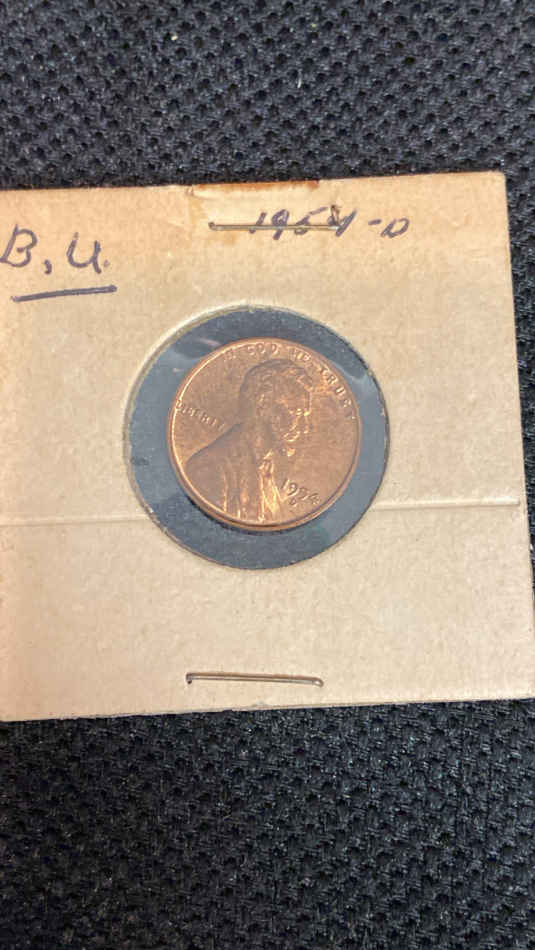 1954-D
B.U.
IN GOD WE TRUST
LIBERTY
1954
D